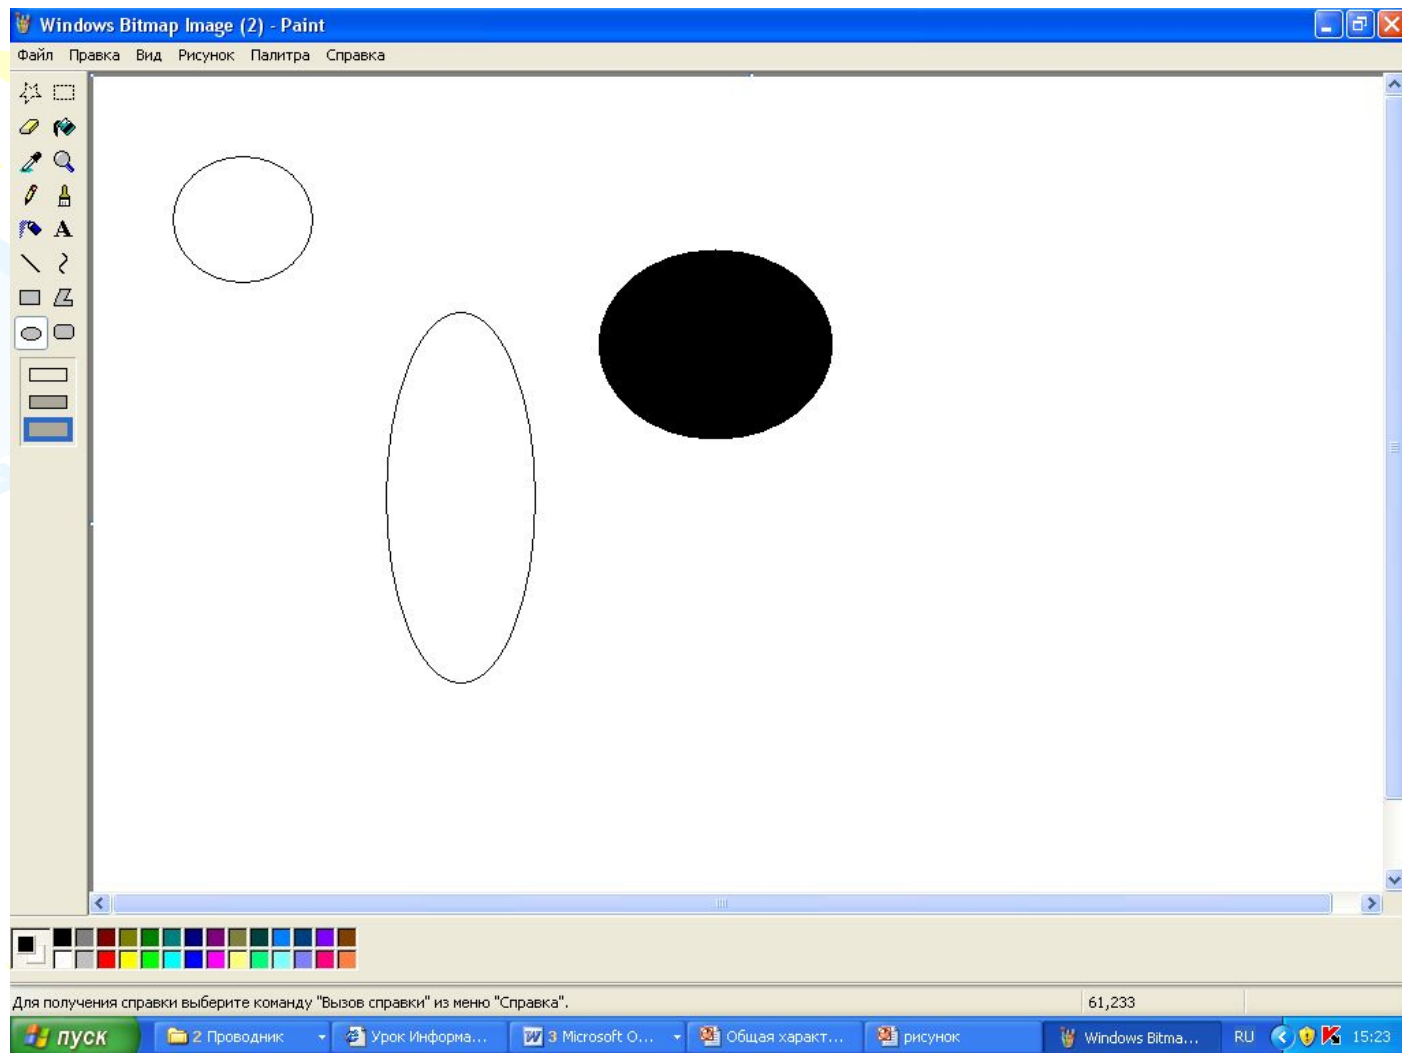 Windows Bitmap Image (2) - Paint
Файл Правка Вид Рисунок Палитра Справка
A
Для получения справки выберите команду "Вызов справки" из меню "Справка".
61,233
пуск
2 Проводник
Урок Информа...
3 Microsoft O...
Общая характ...
рисунок
Windows Bitma...
RU
15:23